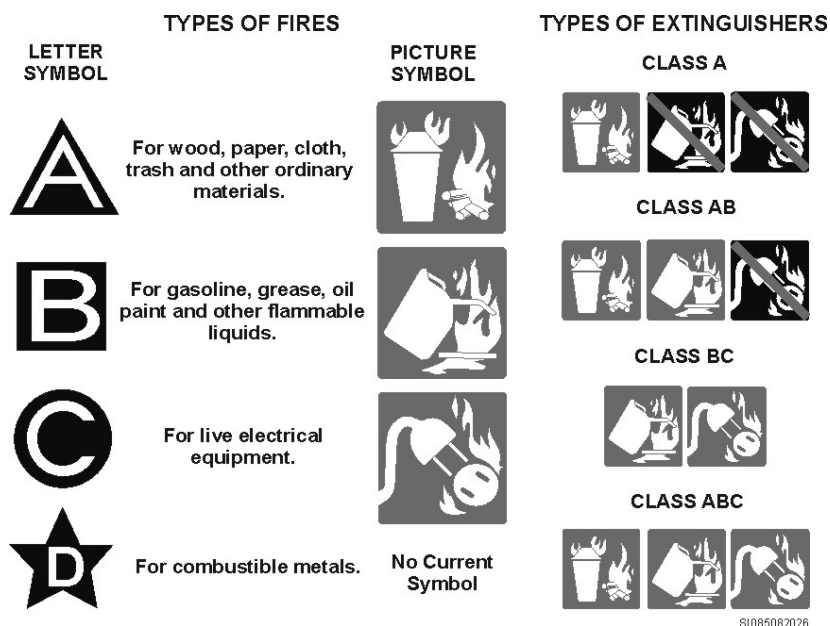 TYPES OF FIRES
TYPES OF EXTINGUISHERS
LETTER
SYMBOL
PICTURE
SYMBOL
CLASS A
A
For wood, paper, cloth,
trash and other ordinary
materials.
CLASS AB
B
For gasoline, grease, oil
paint and other flammable
liquids.
CLASS BC
C
For live electrical
equipment.
CLASS ABC
D
For combustible metals.
No Current
Symbol
SI085082026